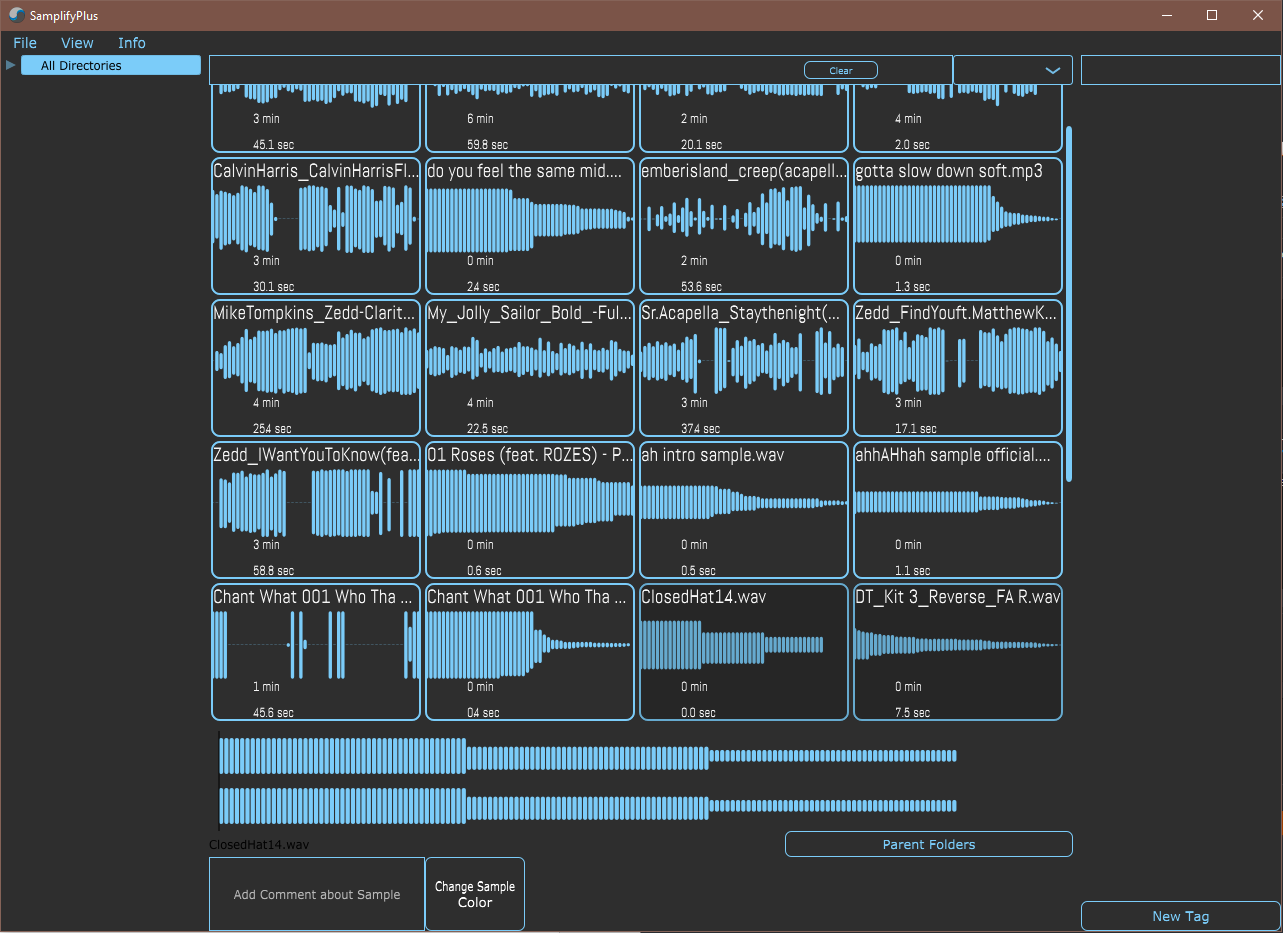 SamplifyPlus
File View Info
All Directories
Clear
3 min 6 min 2 min 4 min
45.1 sec 59.8 sec 20.1 sec 2.0 sec
CalvinHarris_CalvinHarrisFl... do you feel the same mid.... emberisland_creep(acapell... gotta slow down soft.mp3
3 min 0 min 2 min 0 min
30.1 sec 2.4 sec 53.6 sec 1.3 sec
MikeTompkins_Zedd-Clarit... My_Jolly_Sailor_Bold_-Ful... Sr.Acapella_Staythenight(... Zedd_FindYouft.MatthewK...
4 min 4 min 3 min 3 min
25.4 sec 22.5 sec 37.4 sec 17.1 sec
Zedd_IWantYouToKnow(fea... 01 Roses (feat. ROZES) - P... ah intro sample.wav ahhAHhah sample official....
3 min 0 min 0 min 0 min
58.8 sec 0.6 sec 0.5 sec 1.1 sec
Chant What 001 Who Tha ... Chant What 001 Who Tha ... ClosedHat14.wav DT_Kit 3_Reverse_FA R.wav
1 min 0 min 0 min 0 min
45.6 sec 0.4 sec 0.0 sec 7.5 sec
ClosedHat14.wav
Parent Folders
Add Comment about Sample
Change Sample
Color
New Tag